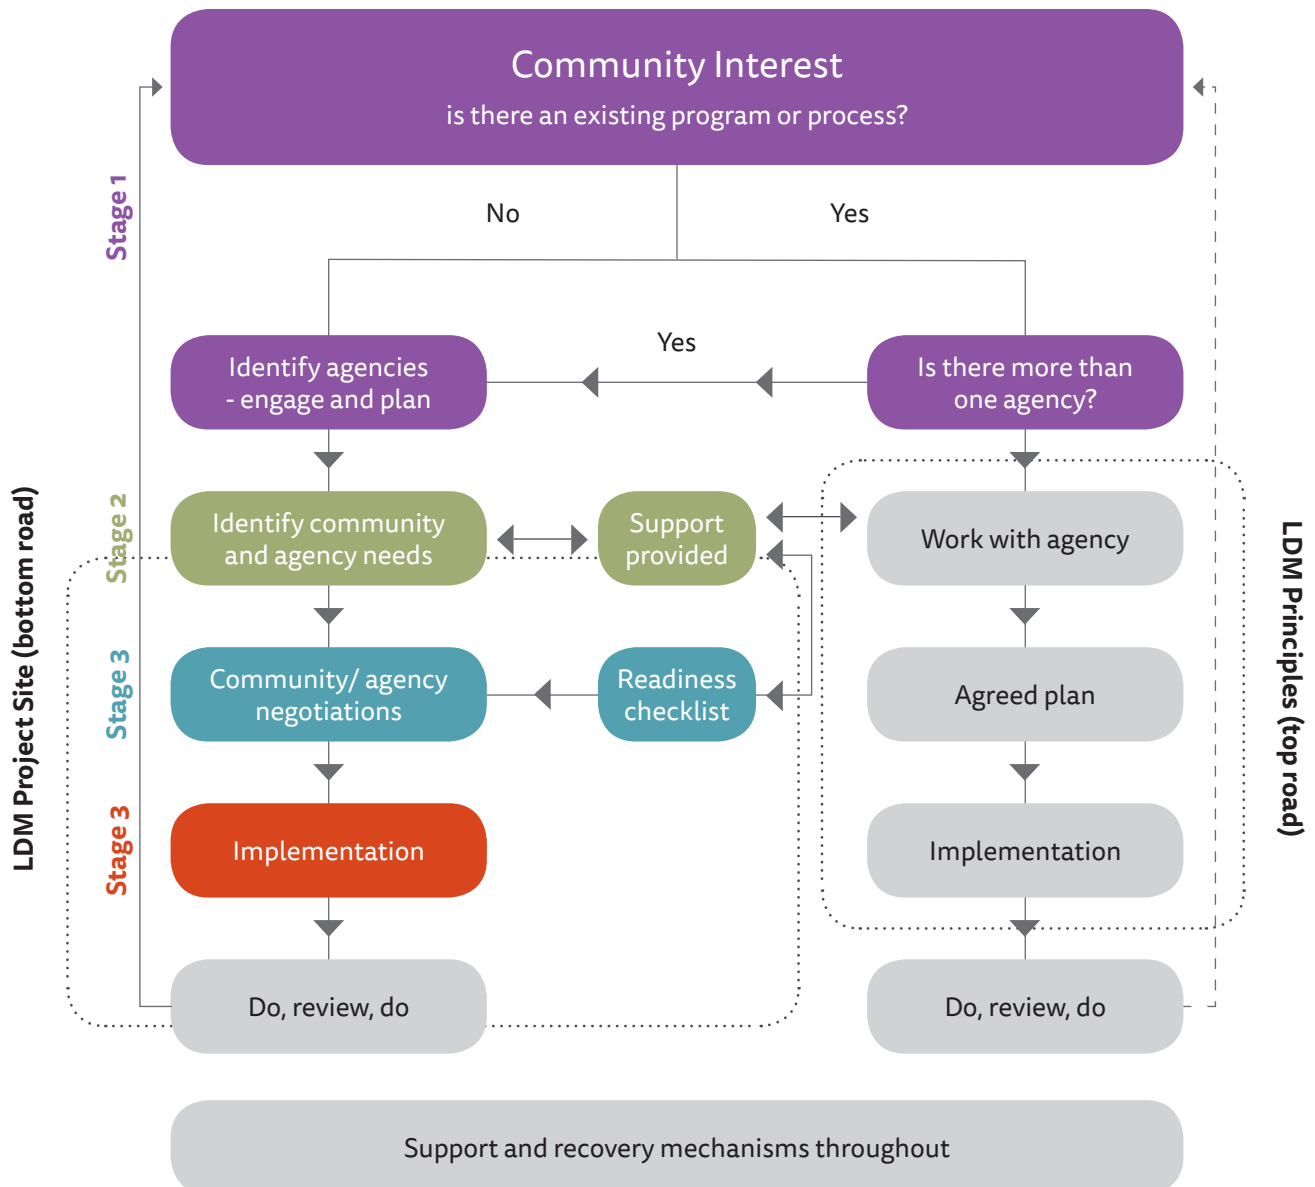 Community Interest
is there an existing program or process?
Stage 1
No
Yes
Identify agencies
- engage and plan
Yes
Is there more than
one agency?
LDM Project Site (bottom road)
Stage 2
Identify community
and agency needs
Support
provided
Work with agency
LDM Principles (top road)
Stage 3
Community/ agency
negotiations
Readiness
checklist
Agreed plan
Stage 3
Implementation
Implementation
Do, review, do
Do, review, do
Support and recovery mechanisms throughout